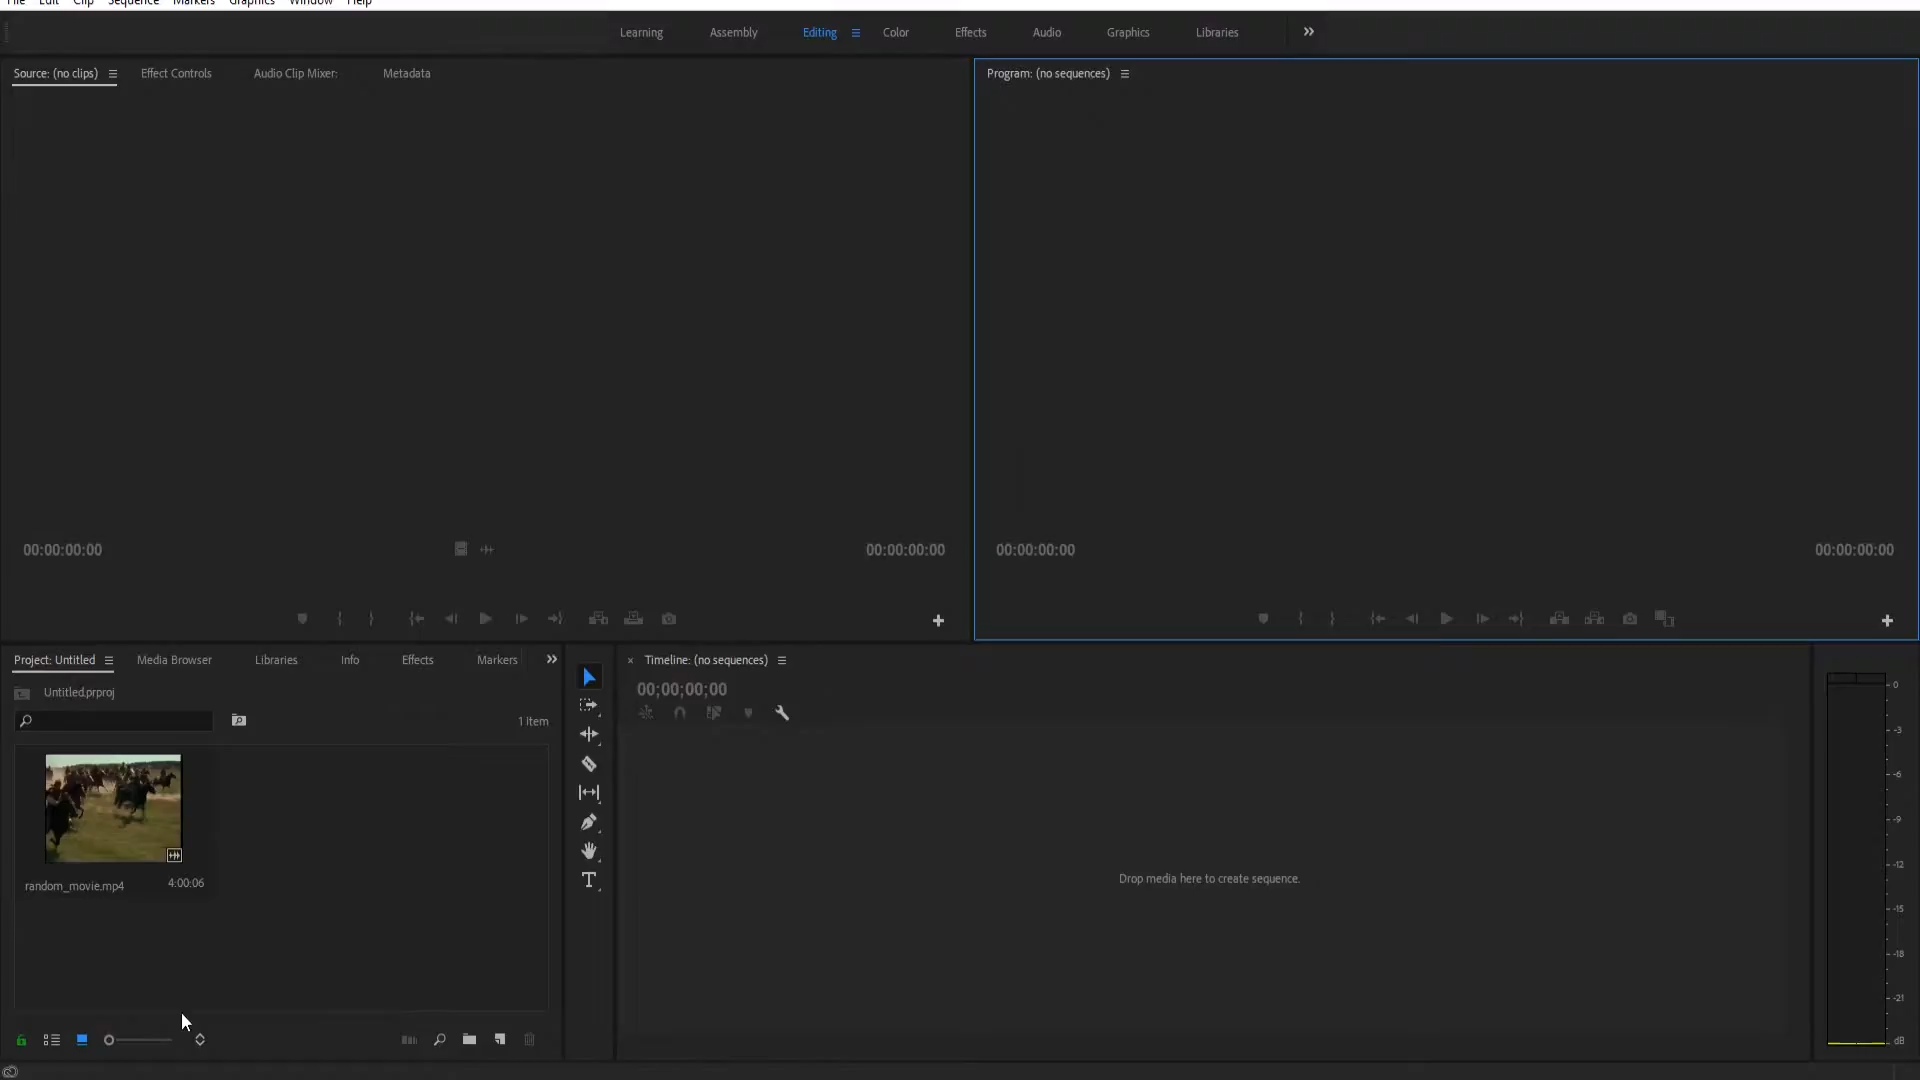 File Edit Clip Sequence Markers Graphics Window Help
Learning Assembly Editing Color Effects Audio Graphics Libraries
Source: (no clips) Effect Controls Audio Clip Mixer: Metadata
Program: (no sequences)
00:00:00:00 00:00:00:00
00:00:00:00 00:00:00:00
Project: Untitled Media Browser Libraries Info Effects Markers
Untitled.prproj
1 Item
random_movie.mp4 4:00:06
Timeline: (no sequences)
00;00;00;00
Drop media here to create sequence.
0
-3
-6
-9
-12
-15
-18
-21
dB